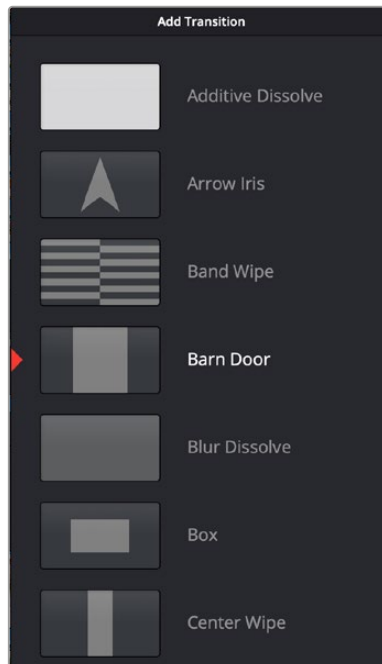 Add Transition
Additive Dissolve
Arrow Iris
Band Wipe
Barn Door
Blur Dissolve
Box
Center Wipe